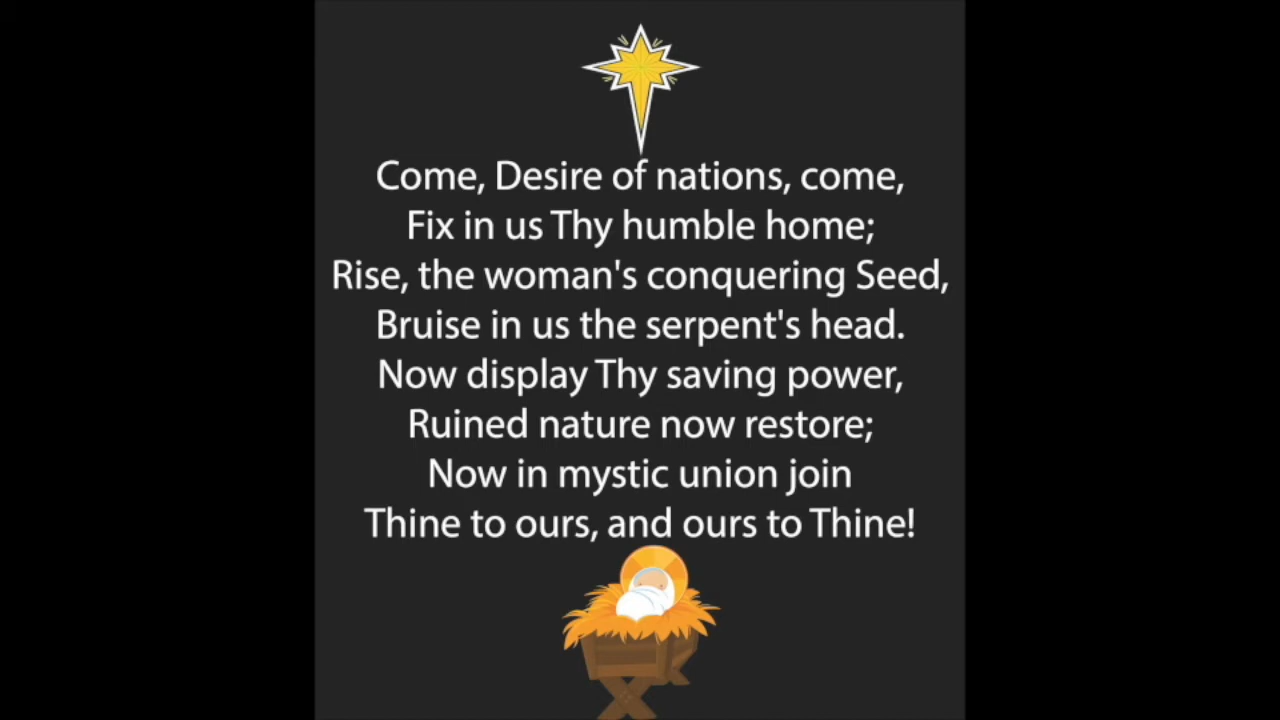 Come, Desire of nations, come,
Fix in us Thy humble home;
Rise, the woman's conquering Seed,
Bruise in us the serpent's head.
Now display Thy saving power,
Ruined nature now restore;
Now in mystic union join
Thine to ours, and ours to Thine!